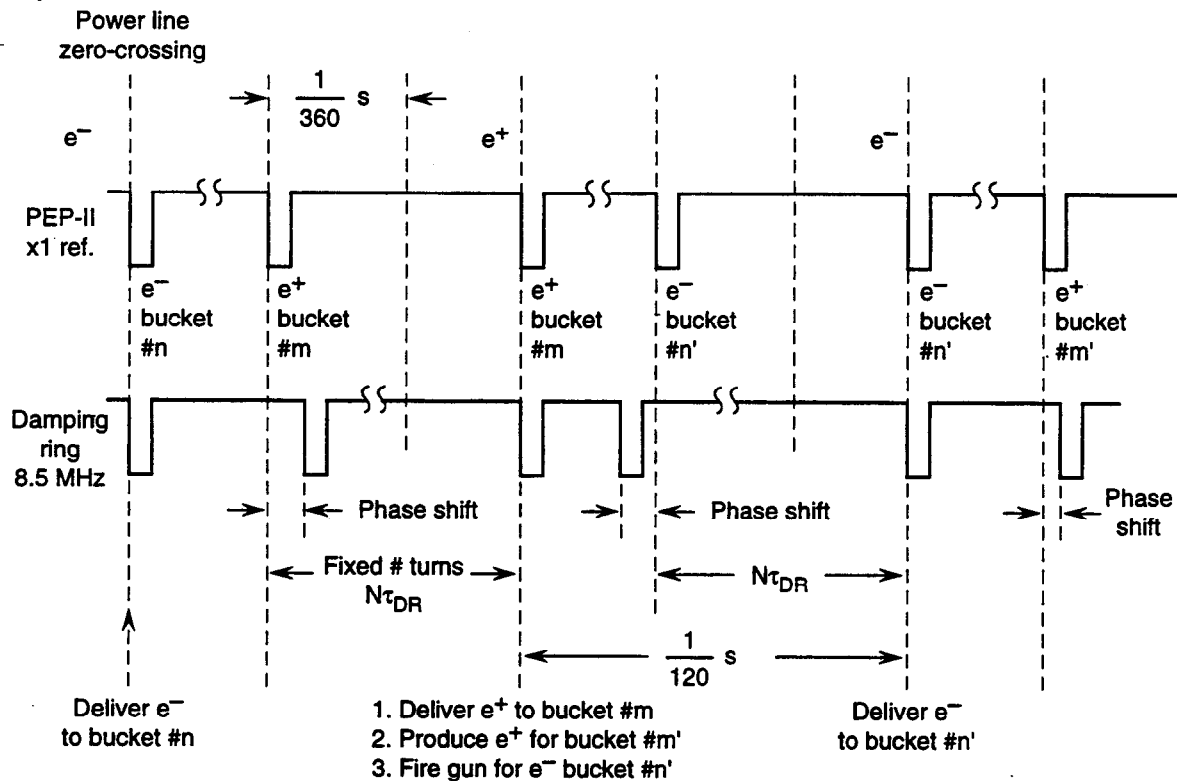 Power line
zero-crossing
1
360
s
e–
e+
e–
PEP-II
x1 ref.
e–
bucket
#n
e+
bucket
#m
e+
bucket
#m
e–
bucket
#n'
e–
bucket
#n'
e+
bucket
#m'
Damping
ring
8.5 MHz
Phase shift
Phase shift
Phase
shift
Fixed # turns
NτDR
NτDR
1
120
s
Deliver e–
to bucket #n
1. Deliver e+ to bucket #m
2. Produce e+ for bucket #m'
3. Fire gun for e– bucket #n'
Deliver e–
to bucket #n'